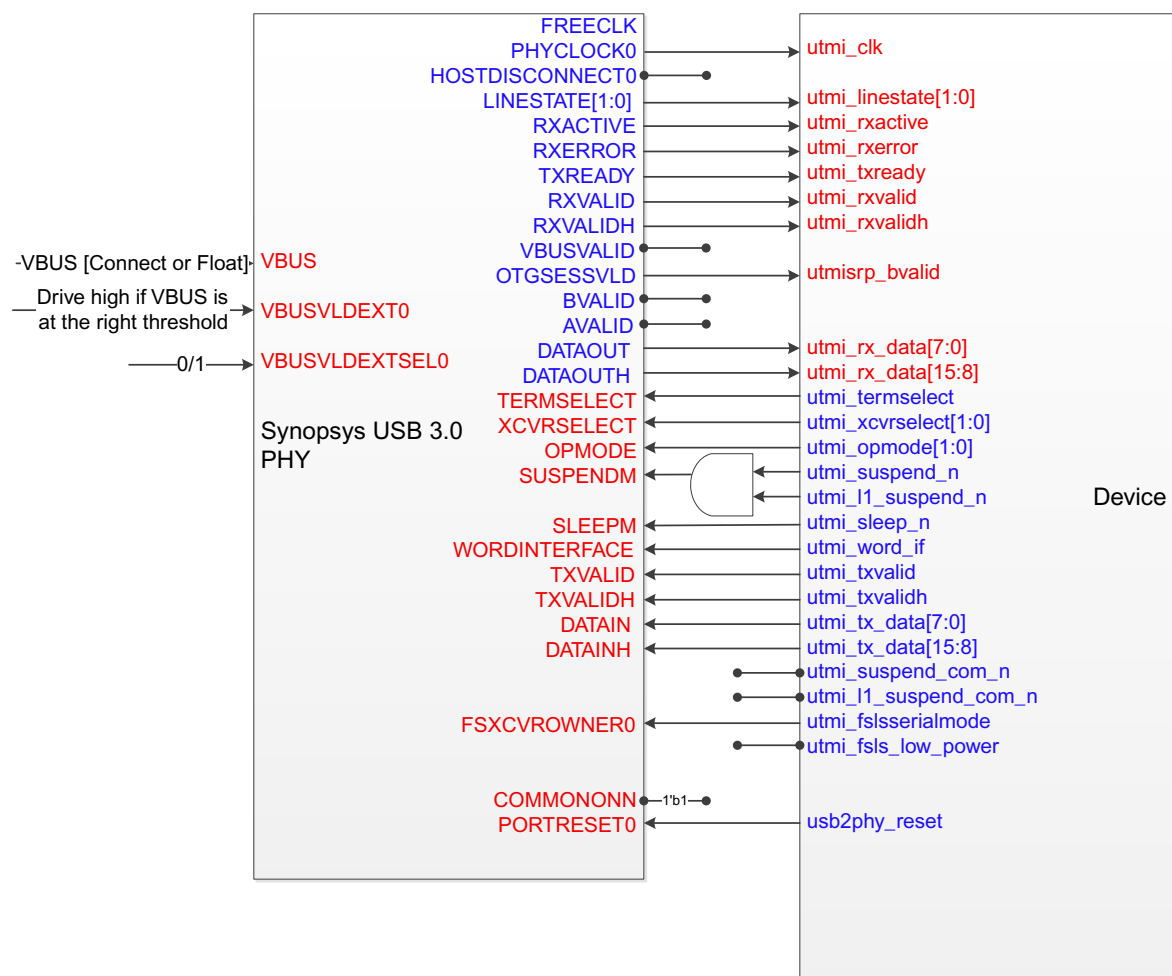 FREECLK
PHYCLOCK0 utmi_clk
HOSTDISCONNECT0
LINESTATE[1:0] utmi_linestate[1:0]
RXACTIVE utmi_rxactive
RXERROR utmi_rxerror
TXREADY utmi_txready
RXVALID utmi_rxvalid
RXVALIDH utmi_rxvalidh
VBUSVALID
-VBUS [Connect or Float] VBUS
OTGSESSVLD utmisrp_bvalid
Drive high if VBUS is
at the right threshold
VBUSVLDEXT0
BVALID
AVALID
DATAOUT utmi_rx_data[7:0]
0/1 VBUSVLDEXTSEL0
DATAOUTH utmi_rx_data[15:8]
TERMSELECT utmi_termselect
XCVRSELECT utmi_xcvrselect[1:0]
Synopsys USB 3.0
PHY
OPMODE utmi_opmode[1:0]
SUSPENDM utmi_suspend_n
utmi_l1_suspend_n
Device
SLEEPM utmi_sleep_n
WORDINTERFACE utmi_word_if
TXVALID utmi_txvalid
TXVALIDH utmi_txvalidh
DATAIN utmi_tx_data[7:0]
DATAINH utmi_tx_data[15:8]
utmi_suspend_com_n
utmi_l1_suspend_com_n
FSXCVROWNER0 utmi_fslsserialmode
utmi_fsls_low_power
COMMONONN 1'b1
PORTRESET0 usb2phy_reset